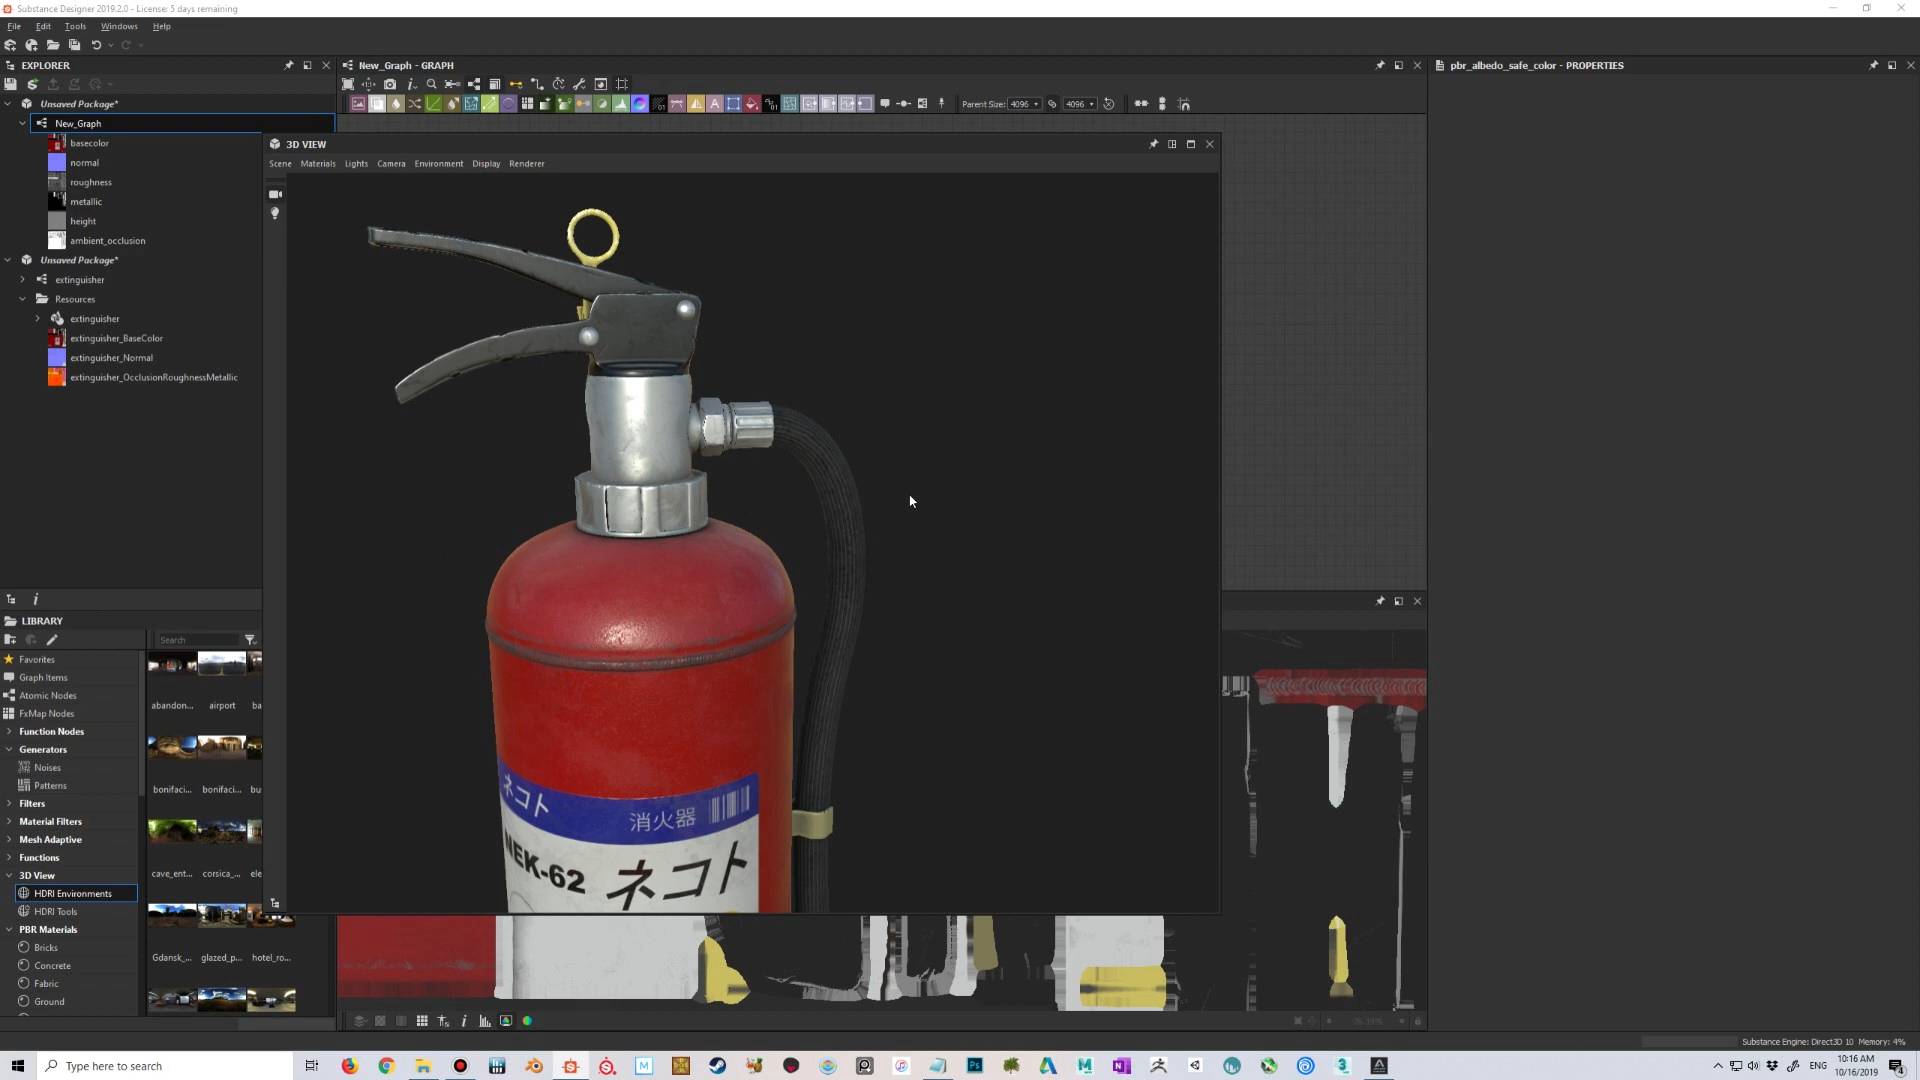 Substance Designer 2019.2.0 - License: 5 days remaining
File Edit Tools Windows Help
EXPLORER
Unsaved Package*
New_Graph
basecolor
normal
roughness
metallic
height
ambient_occlusion
Unsaved Package*
extinguisher
Resources
extinguisher
extinguisher_BaseColor
extinguisher_Normal
extinguisher_OcclusionRoughnessMetallic
New_Graph - GRAPH
Parent Size: 4096 4096
pbr_albedo_safe_color - PROPERTIES
3D VIEW
Scene Materials Lights Camera Environment Display Renderer
ネコト
消火器
NEK-62
ネコト
LIBRARY
Search
Favorites
Graph Items
Atomic Nodes
FxMap Nodes
Function Nodes
Generators
Noises
Patterns
Filters
Material Filters
Mesh Adaptive
Functions
3D View
HDRI Environments
HDRI Tools
PBR Materials
Bricks
Concrete
Fabric
Ground
abandon... airport ba
bonifaci... bonifaci... bu
cave_ent... corsica_... ele
Gdansk_... glazed_p... hotel_ro...
Substance Engine: Direct3D 10 Memory: 4%
Type here to search
ENG
10:16 AM
10/16/2019